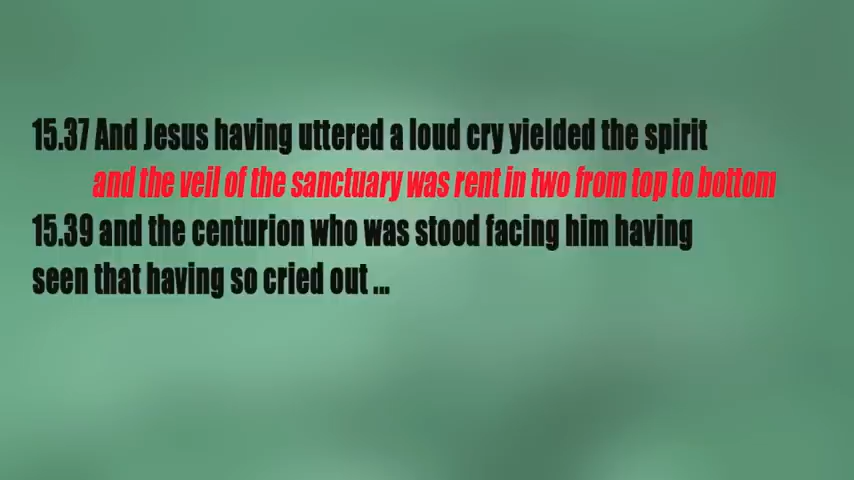 15.37 And Jesus having uttered a loud cry yielded the spirit
and the veil of the sanctuary was rent in two from top to bottom
15.39 and the centurion who was stood facing him having
seen that having so cried out ...